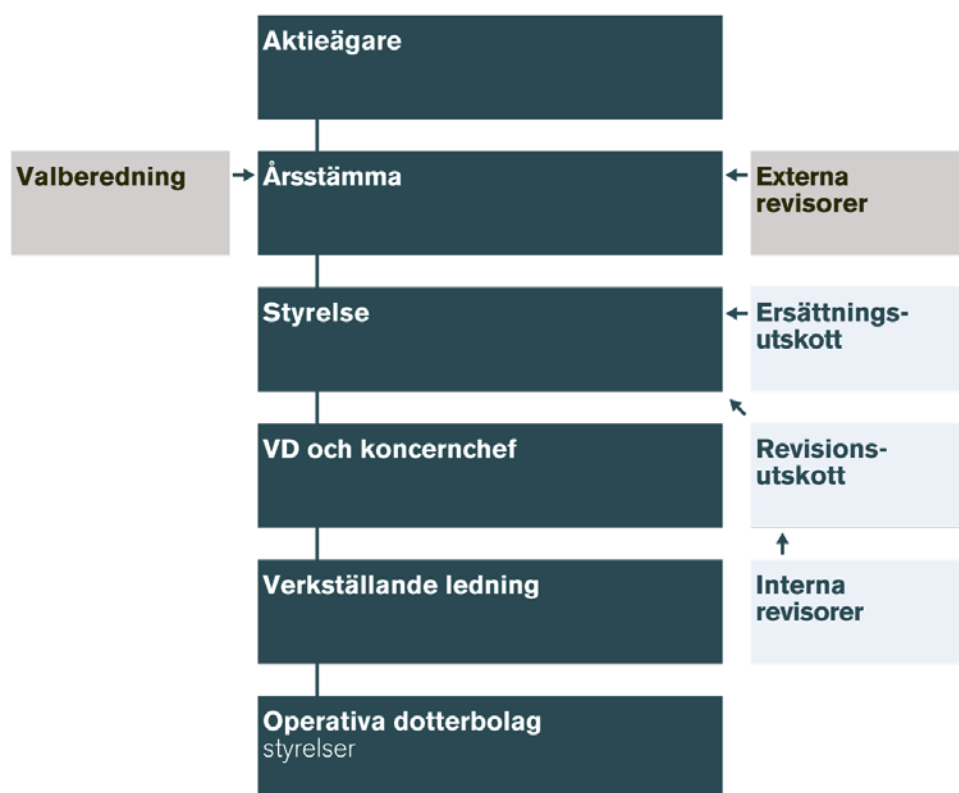 Aktieägare
Valberedning
Årsstämma
Externa
revisorer
Styrelse
Ersättnings-
utskott
VD och koncernchef
Revisions-
utskott
Verkställande ledning
Interna
revisorer
Operativa dotterbolag
styrelser